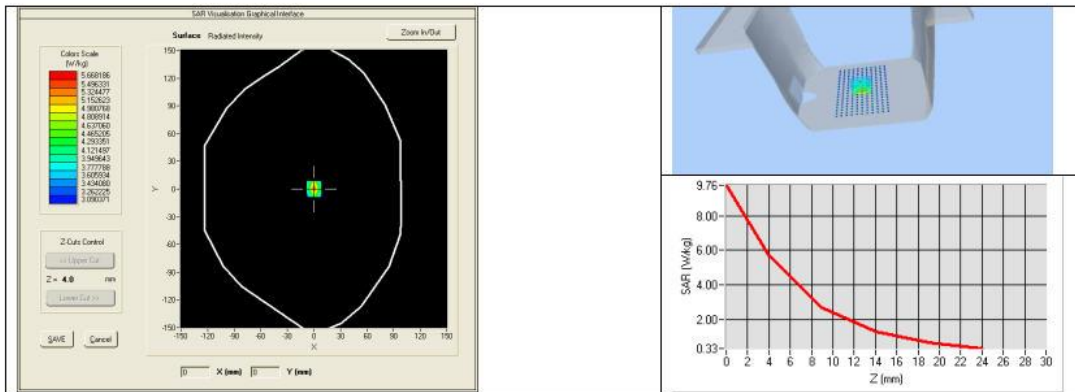 SAR Visualisation Graphical Interface
Surface Radiated Intensity
Zoom In/Out
Colors Scale
(W/kg)
5.668186
5.496331
5.324477
5.152623
4.980768
4.808914
4.637060
4.465205
4.293351
4.121497
3.949643
3.777788
3.605934
3.434080
3.262225
3.090371
Z-Cuts Control
<< Upper Cut
Z = 4.0 mm
Lower Cut >>
SAVE Cancel
150
120
90
60
30
0
-30
-60
-90
-120
-150
Y
-150 -120 -90 -60 -30 0 30 60 90 120 150
X
0 X (mm) 0 Y (mm)
9.76
8.00
6.00
4.00
2.00
0.33
SAR (W/kg)
0 2 4 6 8 10 12 14 16 18 20 22 24 26 28 30
Z (mm)